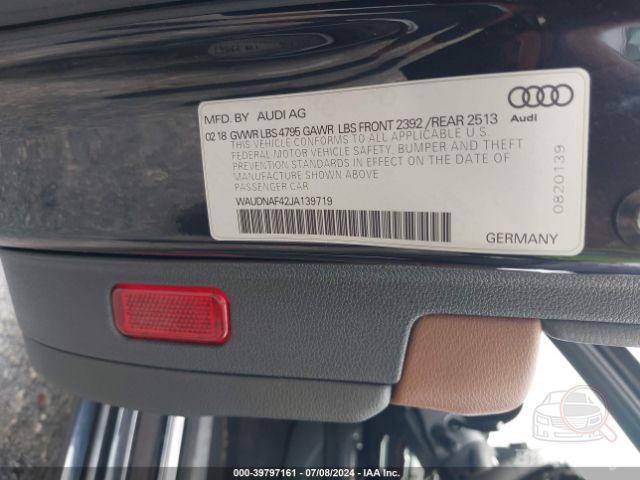 MFD. BY AUDI AG
Audi
02.18 GVWR LBS 4795 GAWR LBS FRONT 2392 /REAR 2513
THIS VEHICLE CONFORMS TO ALL APPLICABLE U.S.
FEDERAL MOTOR VEHICLE SAFETY, BUMPER AND THEFT
PREVENTION STANDARDS IN EFFECT ON THE DATE OF
MANUFACTURE SHOWN ABOVE
PASSENGER CAR
WAUDNAF42JA139719
GERMANY
0820139
000-39797161 - 07/08/2024 - IAA Inc.